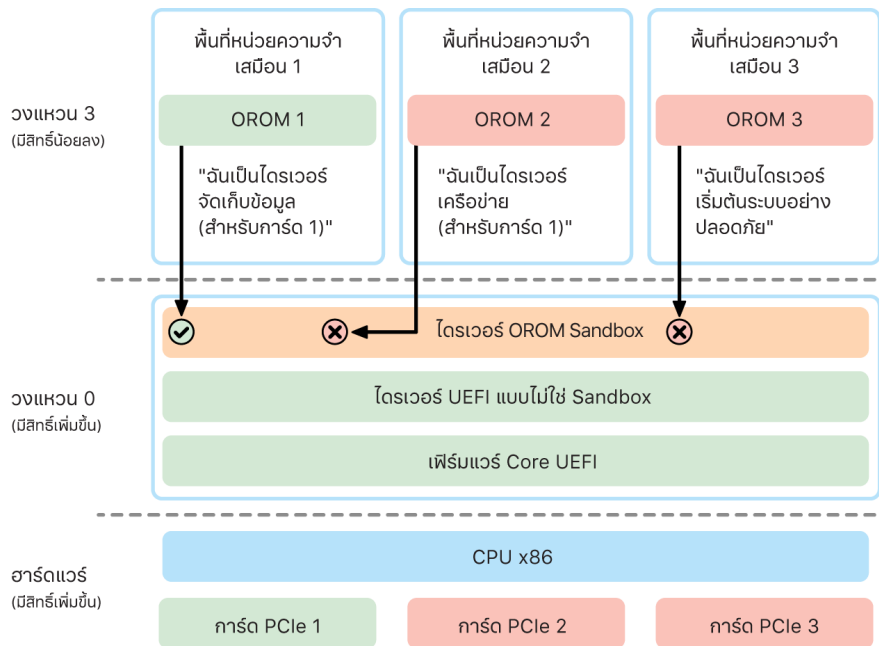 พื้นที่หน่วยความจำ
เสมือน 1
พื้นที่หน่วยความจำ
เสมือน 2
พื้นที่หน่วยความจำ
เสมือน 3
วงแหวน 3
(มีสิทธิ์น้อยลง)
OROM 1
OROM 2
OROM 3
"ฉันเป็นไดรเวอร์
จัดเก็บข้อมูล
(สำหรับการ์ด 1)"
"ฉันเป็นไดรเวอร์
เครือข่าย
(สำหรับการ์ด 1)"
"ฉันเป็นไดรเวอร์
เริ่มต้นระบบอย่าง
ปลอดภัย"
ไดรเวอร์ OROM Sandbox
วงแหวน 0
(มีสิทธิ์เพิ่มขึ้น)
ไดรเวอร์ UEFI แบบไม่ใช่ Sandbox
เฟิร์มแวร์ Core UEFI
ฮาร์ดแวร์
(มีสิทธิ์เพิ่มขึ้น)
CPU x86
การ์ด PCIe 1
การ์ด PCIe 2
การ์ด PCIe 3